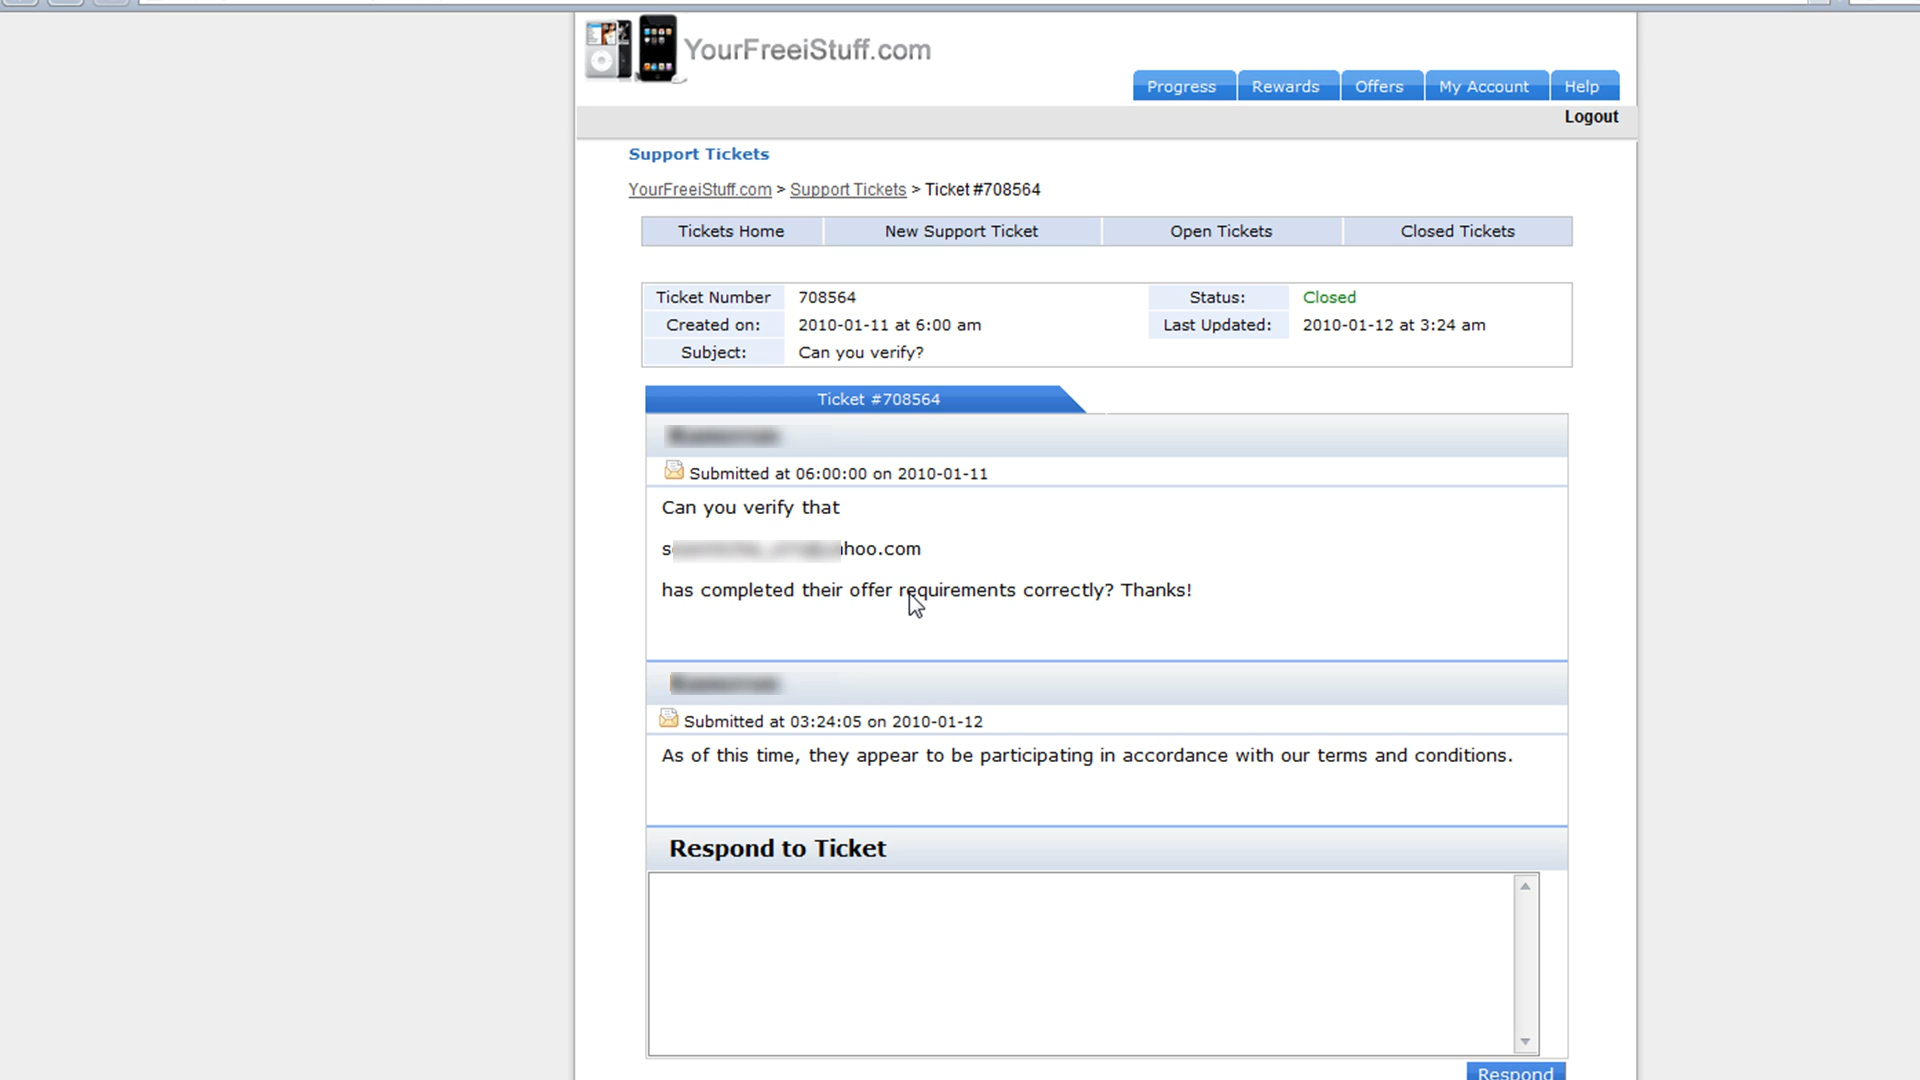 YourFreeiStuff.com
Progress Rewards Offers My Account Help
Logout
Support Tickets
YourFreeiStuff.com > Support Tickets > Ticket #708564
Tickets Home New Support Ticket Open Tickets Closed Tickets
Ticket Number 708564 Status: Closed
Created on: 2010-01-11 at 6:00 am Last Updated: 2010-01-12 at 3:24 am
Subject: Can you verify?
Ticket #708564
Submitted at 06:00:00 on 2010-01-11
Can you verify that
hoo.com
has completed their offer requirements correctly? Thanks!
Submitted at 03:24:05 on 2010-01-12
As of this time, they appear to be participating in accordance with our terms and conditions.
Respond to Ticket
Respond